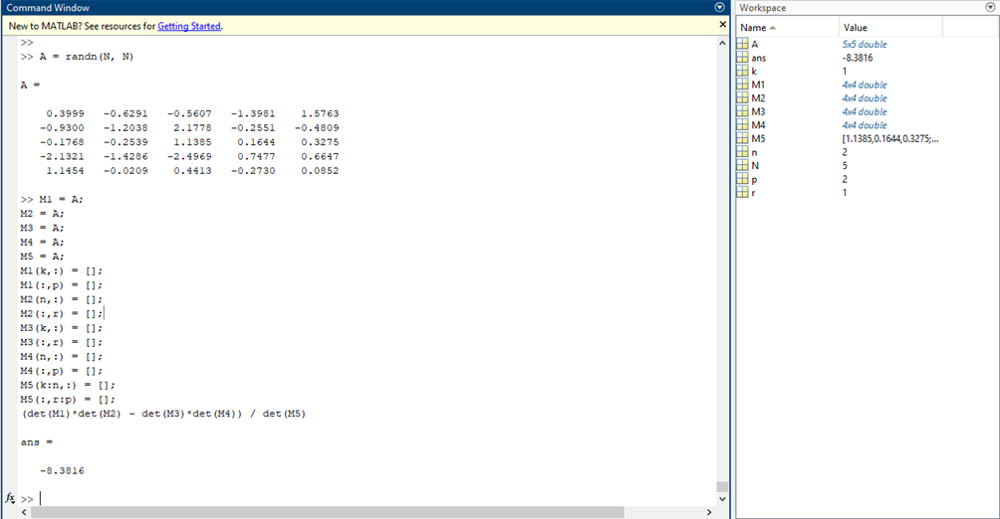 Command Window
New to MATLAB? See resources for Getting Started.
>>
>> A = randn(N, N)
A =
0.3999 -0.6291 -0.5607 -1.3981 1.5763
-0.9300 -1.2038 2.1778 -0.2551 -0.4809
-0.1768 -0.2539 1.1385 0.1644 0.3275
-2.1321 -1.4286 -2.4969 0.7477 0.6647
1.1454 -0.0209 0.4413 -0.2730 0.0852
>> M1 = A;
M2 = A;
M3 = A;
M4 = A;
M5 = A;
M1(k,:) = [];
M1(:,p) = [];
M2(n,:) = [];
M2(:,r) = [];
M3(k,:) = [];
M3(:,r) = [];
M4(n,:) = [];
M4(:,p) = [];
M5(k:n,:) = [];
M5(:,r:p) = [];
(det(M1)*det(M2) - det(M3)*det(M4)) / det(M5)
ans =
-8.3816
fx >>
Workspace
Name Value
A 5x5 double
ans -8.3816
k 1
M1 4x4 double
M2 4x4 double
M3 4x4 double
M4 4x4 double
M5 [1.1385,0.1644,0.3275;...
n 2
N 5
p 2
r 1